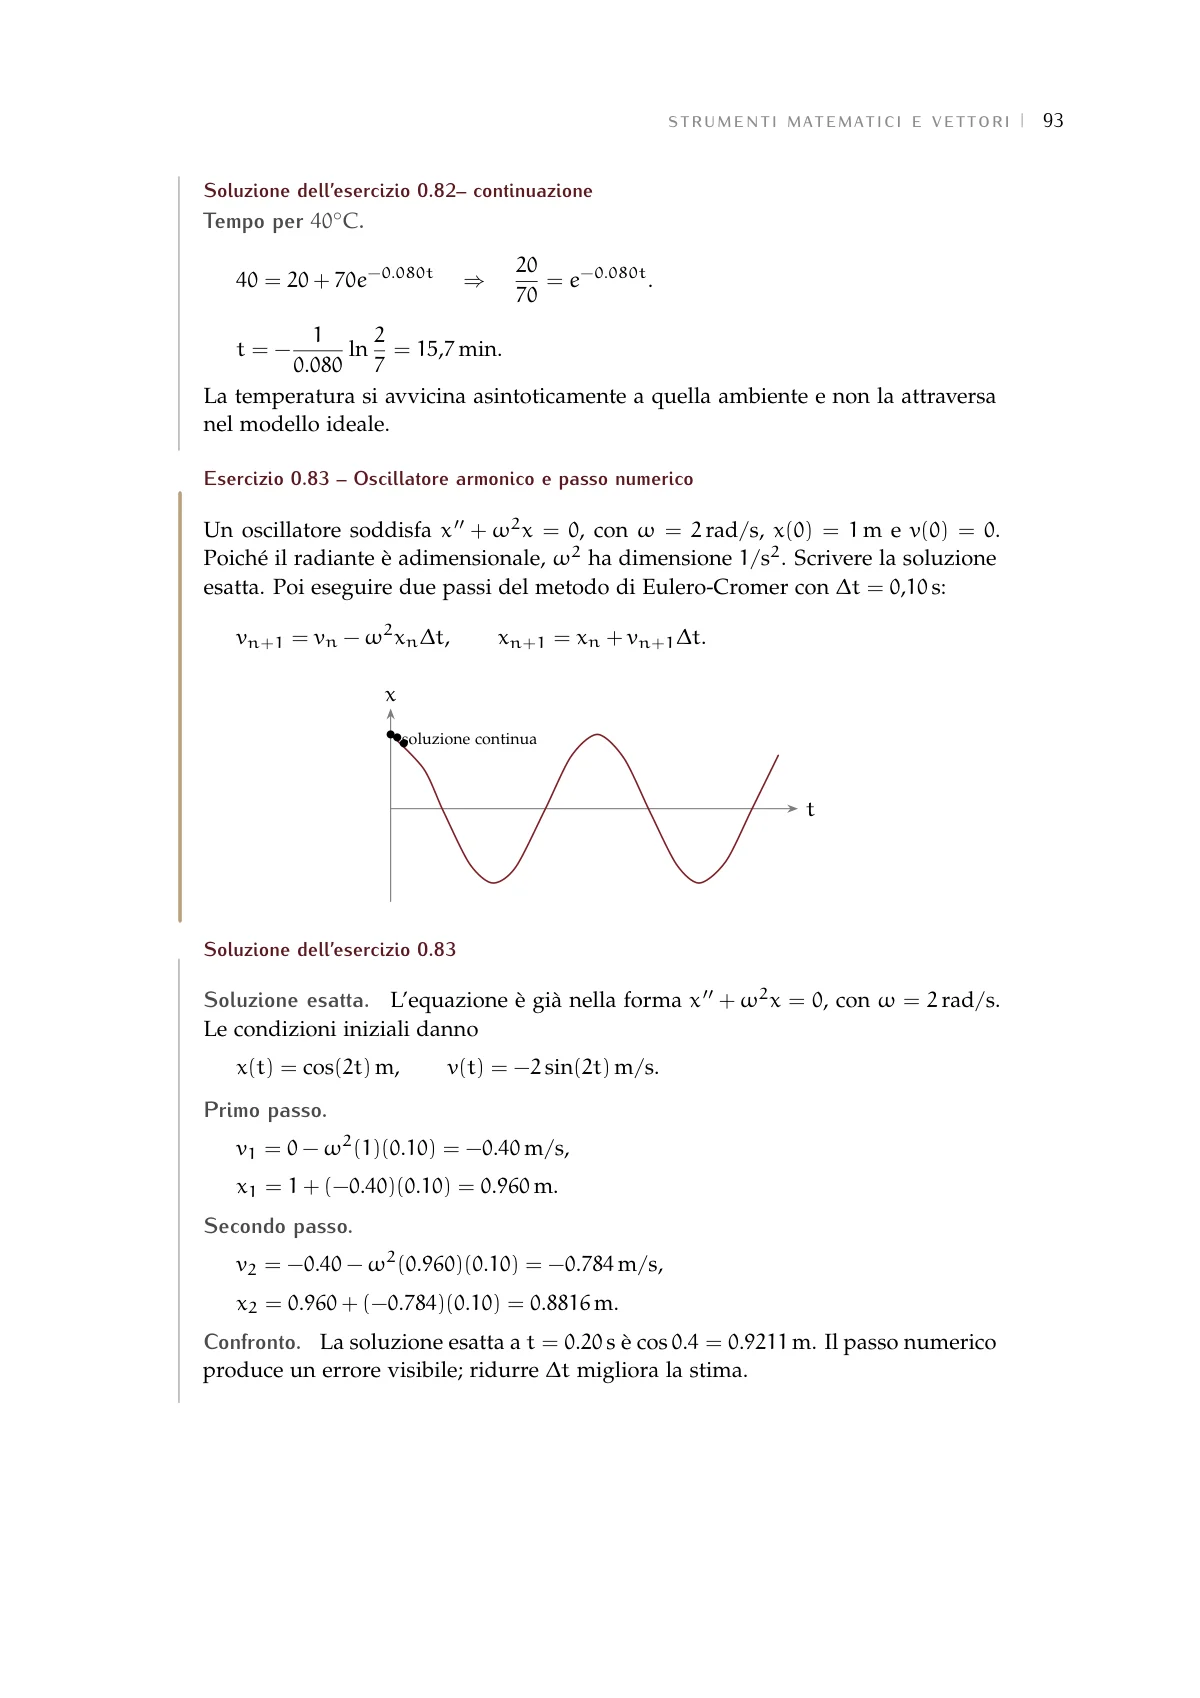 STRUMENTI MATEMATICI E VETTORI | 93
Soluzione dell'esercizio 0.82– continuazione
Tempo per 40°C.
40 = 20 + 70e^{−0.080t} ⇒ 20/70 = e^{−0.080t}.
t = − 1/0.080 ln 2/7 = 15,7 min.
La temperatura si avvicina asintoticamente a quella ambiente e non la attraversa
nel modello ideale.
Esercizio 0.83 – Oscillatore armonico e passo numerico
Un oscillatore soddisfa x″ + ω²x = 0, con ω = 2 rad/s, x(0) = 1 m e v(0) = 0.
Poiché il radiante è adimensionale, ω² ha dimensione 1/s². Scrivere la soluzione
esatta. Poi eseguire due passi del metodo di Eulero-Cromer con Δt = 0,10 s:
v_{n+1} = v_n − ω²x_nΔt, x_{n+1} = x_n + v_{n+1}Δt.
x
soluzione continua
t
Soluzione dell'esercizio 0.83
Soluzione esatta. L'equazione è già nella forma x″ + ω²x = 0, con ω = 2 rad/s.
Le condizioni iniziali danno
x(t) = cos(2t) m, v(t) = −2 sin(2t) m/s.
Primo passo.
v₁ = 0 − ω²(1)(0.10) = −0.40 m/s,
x₁ = 1 + (−0.40)(0.10) = 0.960 m.
Secondo passo.
v₂ = −0.40 − ω²(0.960)(0.10) = −0.784 m/s,
x₂ = 0.960 + (−0.784)(0.10) = 0.8816 m.
Confronto. La soluzione esatta a t = 0.20 s è cos 0.4 = 0.9211 m. Il passo numerico
produce un errore visibile; ridurre Δt migliora la stima.